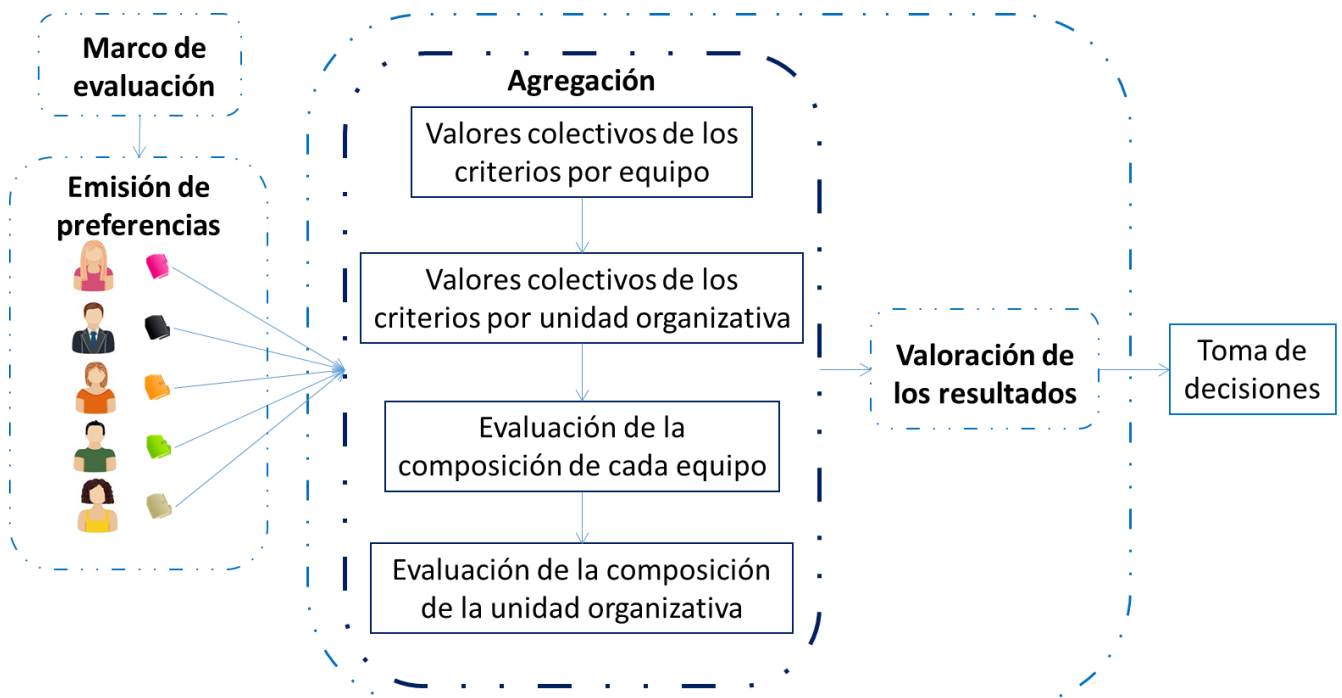 Marco de
evaluación
Emisión de
preferencias
Agregación
Valores colectivos de los
criterios por equipo
Valores colectivos de los
criterios por unidad organizativa
Evaluación de la
composición de cada equipo
Evaluación de la composición
de la unidad organizativa
Valoración de
los resultados
Toma de
decisiones